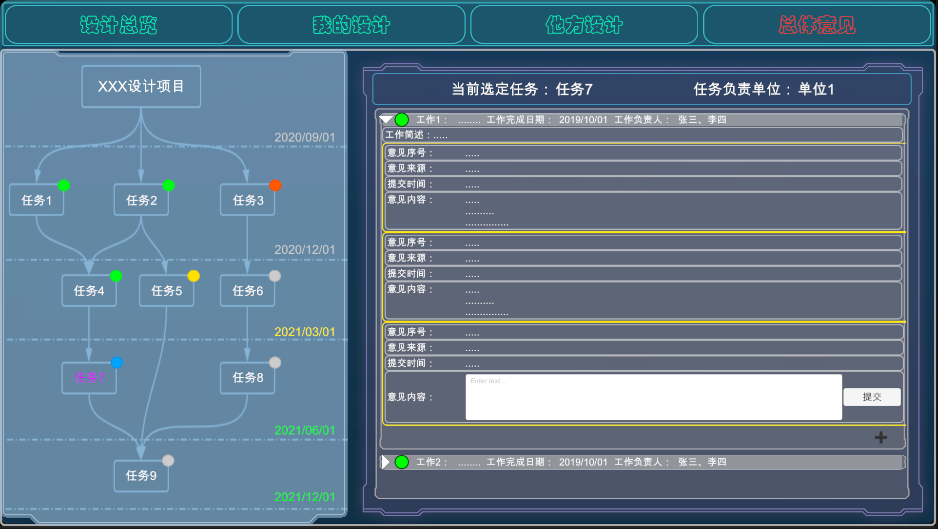 设计总览 我的设计 他方设计 总体意见
XXX设计项目
2020/09/01
任务1 任务2 任务3
2020/12/01
任务4 任务5 任务6
2021/03/01
任务7 任务8
2021/06/01
任务9
2021/12/01
当前选定任务： 任务7 任务负责单位： 单位1
工作1： ........ 工作完成日期： 2019/10/01 工作负责人： 张三、李四
工作简述：.....
意见序号： .....
意见来源： .....
提交时间： .....
意见内容： .....
..........
...............
意见序号： .....
意见来源： .....
提交时间： .....
意见内容： .....
..........
...............
意见序号： .....
意见来源： .....
提交时间： .....
意见内容： Enter text... 提交
+
工作2： ........ 工作完成日期： 2019/10/01 工作负责人： 张三、李四